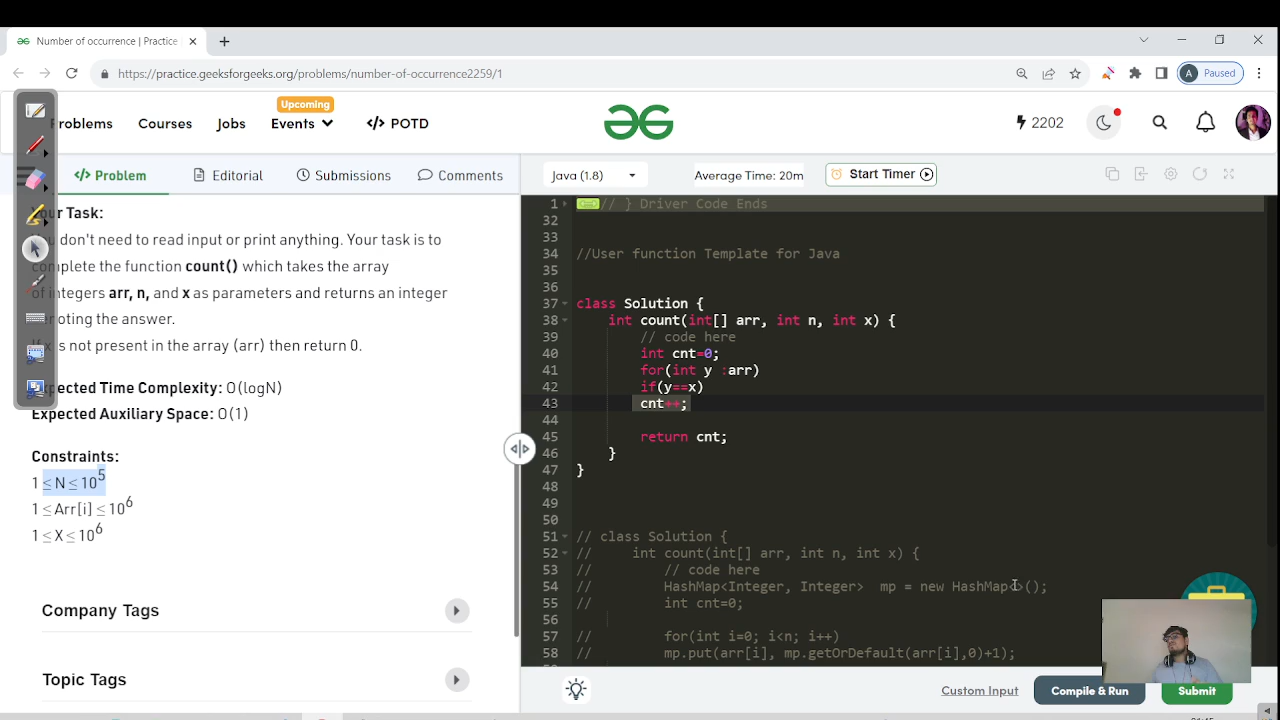 Number of occurrence | Practice
https://practice.geeksforgeeks.org/problems/number-of-occurrence2259/1
A Paused
Upcoming
Courses Jobs Events </> POTD
2202
</> Problem Editorial Submissions Comments
Java (1.8) Average Time: 20m Start Timer
Task:
don't need to read input or print anything. Your task is to
the function count() which takes the array
integers arr, n, and x as parameters and returns an integer
the answer.
x is not present in the array (arr) then return 0.
Time Complexity: O(logN)
Expected Auxiliary Space: O(1)
Constraints:
1 ≤ N ≤ 10^5
1 ≤ Arr[i] ≤ 10^6
1 ≤ X ≤ 10^6
Company Tags
Topic Tags
1 // } Driver Code Ends
32
33
34 //User function Template for Java
35
36
37 class Solution {
38 int count(int[] arr, int n, int x) {
39 // code here
40 int cnt=0;
41 for(int y :arr)
42 if(y==x)
43 cnt++;
44
45 return cnt;
46 }
47 }
48
49
50
51 // class Solution {
52 // int count(int[] arr, int n, int x) {
53 // // code here
54 // HashMap<Integer, Integer> mp = new HashMap<>();
55 // int cnt=0;
56
57 // for(int i=0; i<n; i++)
58 // mp.put(arr[i], mp.getOrDefault(arr[i],0)+1);
Custom Input Compile & Run Submit